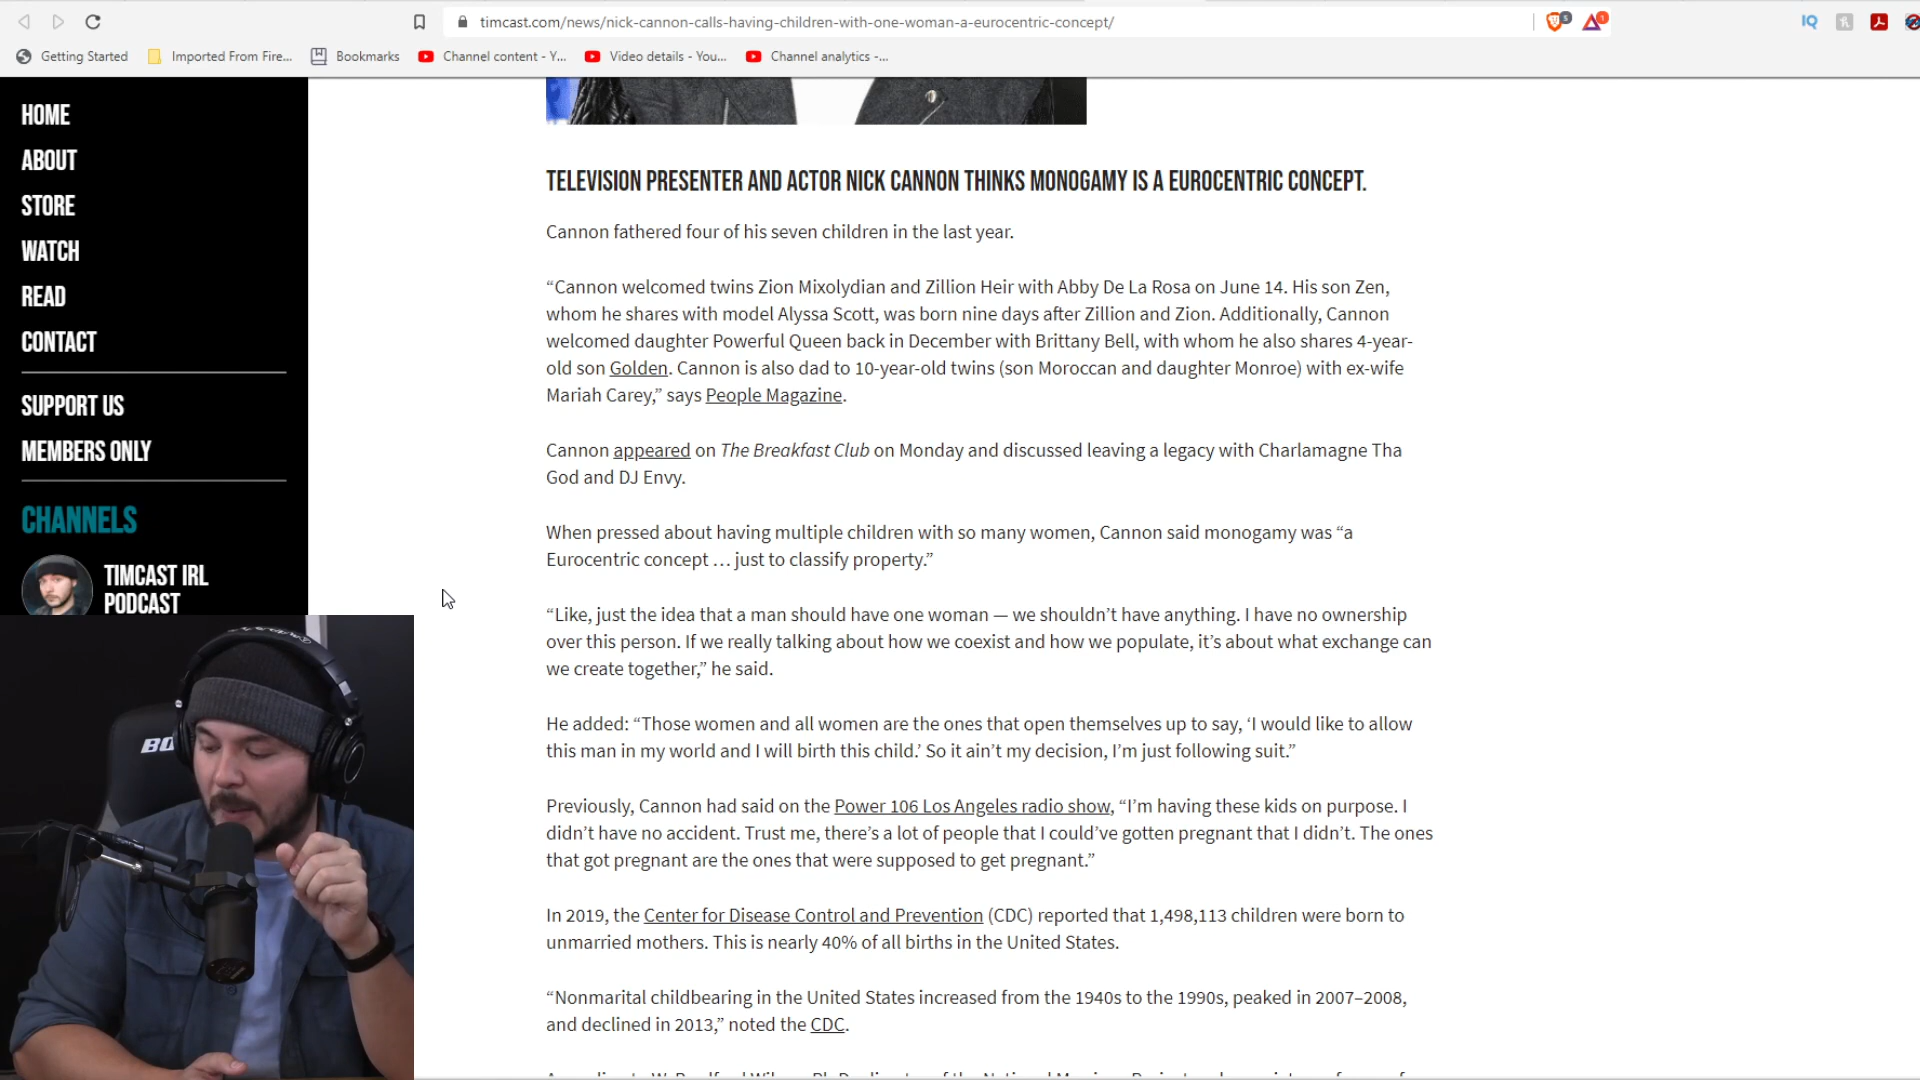 timcast.com/news/nick-cannon-calls-having-children-with-one-woman-a-eurocentric-concept/
IQ
Getting Started
Imported From Fire...
Bookmarks
Channel content - Y...
Video details - You...
Channel analytics -...
HOME
ABOUT
STORE
WATCH
READ
CONTACT
SUPPORT US
MEMBERS ONLY
CHANNELS
TIMCAST IRL
PODCAST
TELEVISION PRESENTER AND ACTOR NICK CANNON THINKS MONOGAMY IS A EUROCENTRIC CONCEPT.
Cannon fathered four of his seven children in the last year.
“Cannon welcomed twins Zion Mixolydian and Zillion Heir with Abby De La Rosa on June 14. His son Zen,
whom he shares with model Alyssa Scott, was born nine days after Zillion and Zion. Additionally, Cannon
welcomed daughter Powerful Queen back in December with Brittany Bell, with whom he also shares 4-year-
old son Golden. Cannon is also dad to 10-year-old twins (son Moroccan and daughter Monroe) with ex-wife
Mariah Carey,” says People Magazine.
Cannon appeared on The Breakfast Club on Monday and discussed leaving a legacy with Charlamagne Tha
God and DJ Envy.
When pressed about having multiple children with so many women, Cannon said monogamy was “a
Eurocentric concept … just to classify property.”
“Like, just the idea that a man should have one woman — we shouldn’t have anything. I have no ownership
over this person. If we really talking about how we coexist and how we populate, it’s about what exchange can
we create together,” he said.
He added: “Those women and all women are the ones that open themselves up to say, ‘I would like to allow
this man in my world and I will birth this child.’ So it ain’t my decision, I’m just following suit.”
Previously, Cannon had said on the Power 106 Los Angeles radio show, “I’m having these kids on purpose. I
didn’t have no accident. Trust me, there’s a lot of people that I could’ve gotten pregnant that I didn’t. The ones
that got pregnant are the ones that were supposed to get pregnant.”
In 2019, the Center for Disease Control and Prevention (CDC) reported that 1,498,113 children were born to
unmarried mothers. This is nearly 40% of all births in the United States.
“Nonmarital childbearing in the United States increased from the 1940s to the 1990s, peaked in 2007–2008,
and declined in 2013,” noted the CDC.